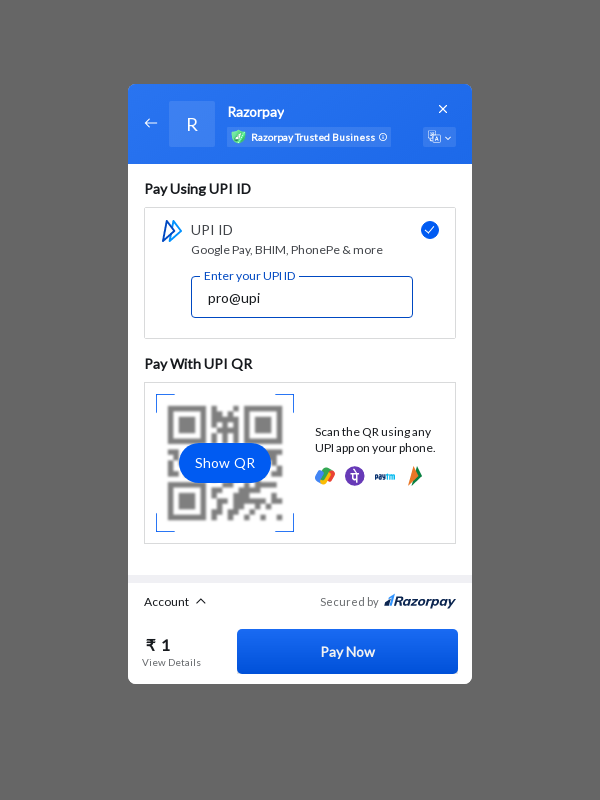 R
Razorpay
Razorpay Trusted Business
Pay Using UPI ID
UPI ID
Google Pay, BHIM, PhonePe & more
Enter your UPI ID
pro@upi
Pay With UPI QR
Show QR
Scan the QR using any
UPI app on your phone.
पे paytm
Account
Secured by Razorpay
₹ 1
View Details
Pay Now